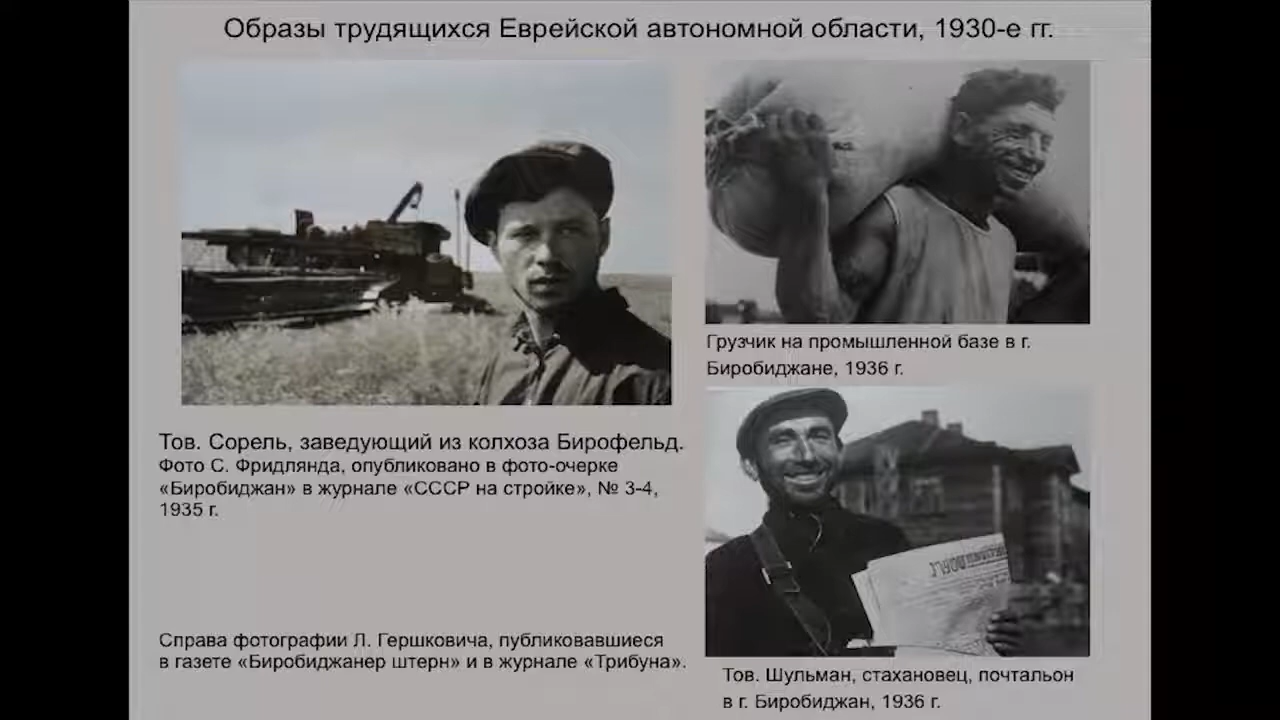 Образы трудящихся Еврейской автономной области, 1930-е гг.
Тов. Сорель, заведующий из колхоза Бирофельд.
Фото С. Фридлянда, опубликовано в фото-очерке
«Биробиджан» в журнале «СССР на стройке», № 3-4,
1935 г.
Справа фотографии Л. Гершковича, публиковавшиеся
в газете «Биробиджанер штерн» и в журнале «Трибуна».
Грузчик на промышленной базе в г.
Биробиджане, 1936 г.
Тов. Шульман, стахановец, почтальон
в г. Биробиджан, 1936 г.